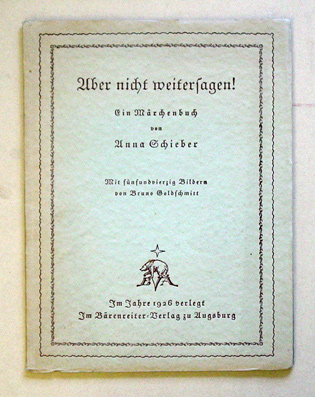 Aber nicht weitersagen!
Ein Märchenbuch
von
Anna Schieber
Mit fünfundvierzig Bildern
von Bruno Goldschmitt
Im Jahre 1926 verlegt
Im Bärenreiter-Verlag zu Augsburg